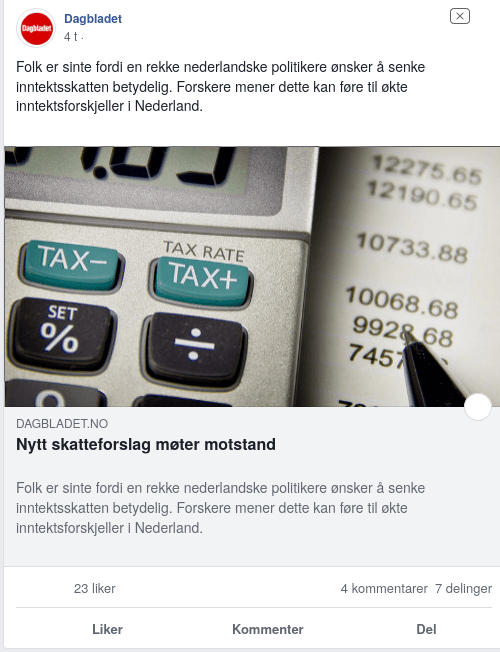 Dagbladet
Dagbladet
4 t ·
Folk er sinte fordi en rekke nederlandske politikere ønsker å senke
inntektsskatten betydelig. Forskere mener dette kan føre til økte
inntektsforskjeller i Nederland.
12275.65
12190.65
10733.88
10068.68
9928.68
TAX−
TAX RATE
TAX+
SET
%
÷
DAGBLADET.NO
Nytt skatteforslag møter motstand
Folk er sinte fordi en rekke nederlandske politikere ønsker å senke
inntektsskatten betydelig. Forskere mener dette kan føre til økte
inntektsforskjeller i Nederland.
23 liker
4 kommentarer 7 delinger
Liker Kommenter Del